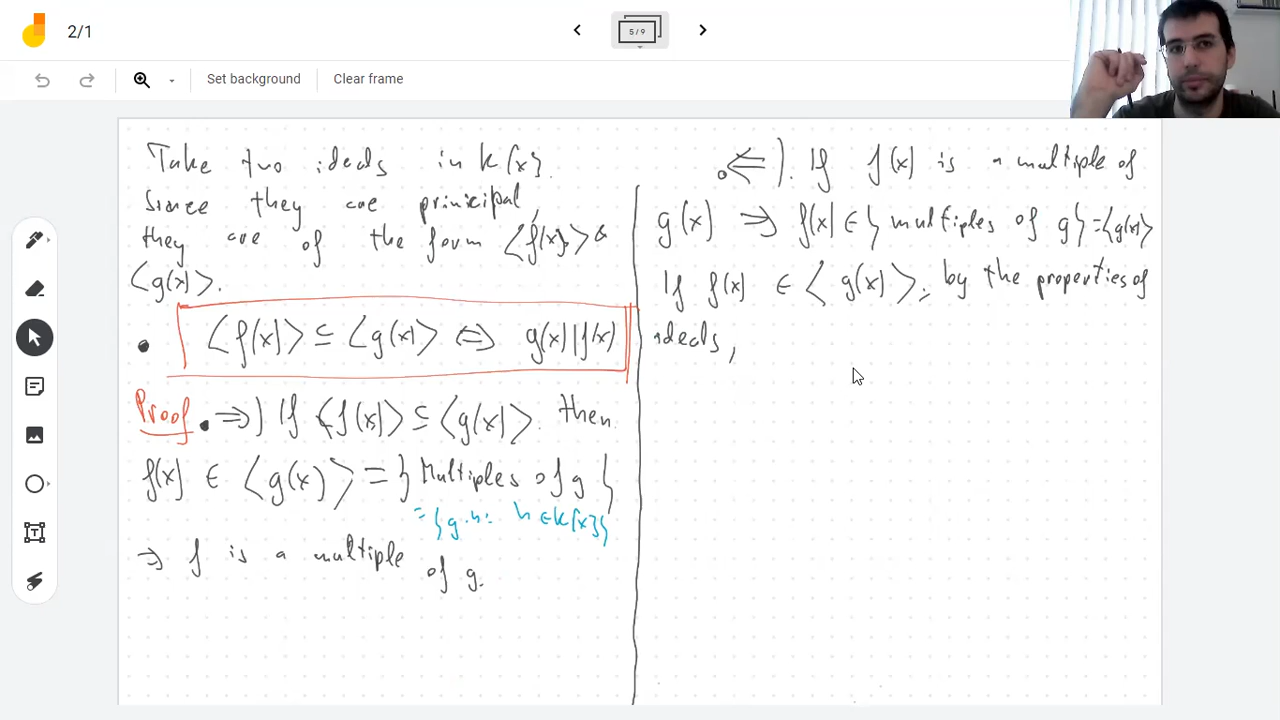 2/1
5 / 9
Set background
Clear frame
Take two ideals in k[x].
Since they are principal,
they are of the form ⟨f(x)⟩ &
⟨g(x)⟩.
• ⟨f(x)⟩ ⊆ ⟨g(x)⟩ ⇔ g(x)|f(x)
Proof • ⇒) If ⟨f(x)⟩ ⊆ ⟨g(x)⟩. then
f(x) ∈ ⟨g(x)⟩ = {Multiples of g}
= {g·h: h ∈ k[x]}
⇒ f is a multiple of g.
• ⇐). If f(x) is a multiple of
g(x) ⇒ f(x) ∈ {multiples of g} = ⟨g(x)⟩
If f(x) ∈ ⟨g(x)⟩, by the properties of
ideals,